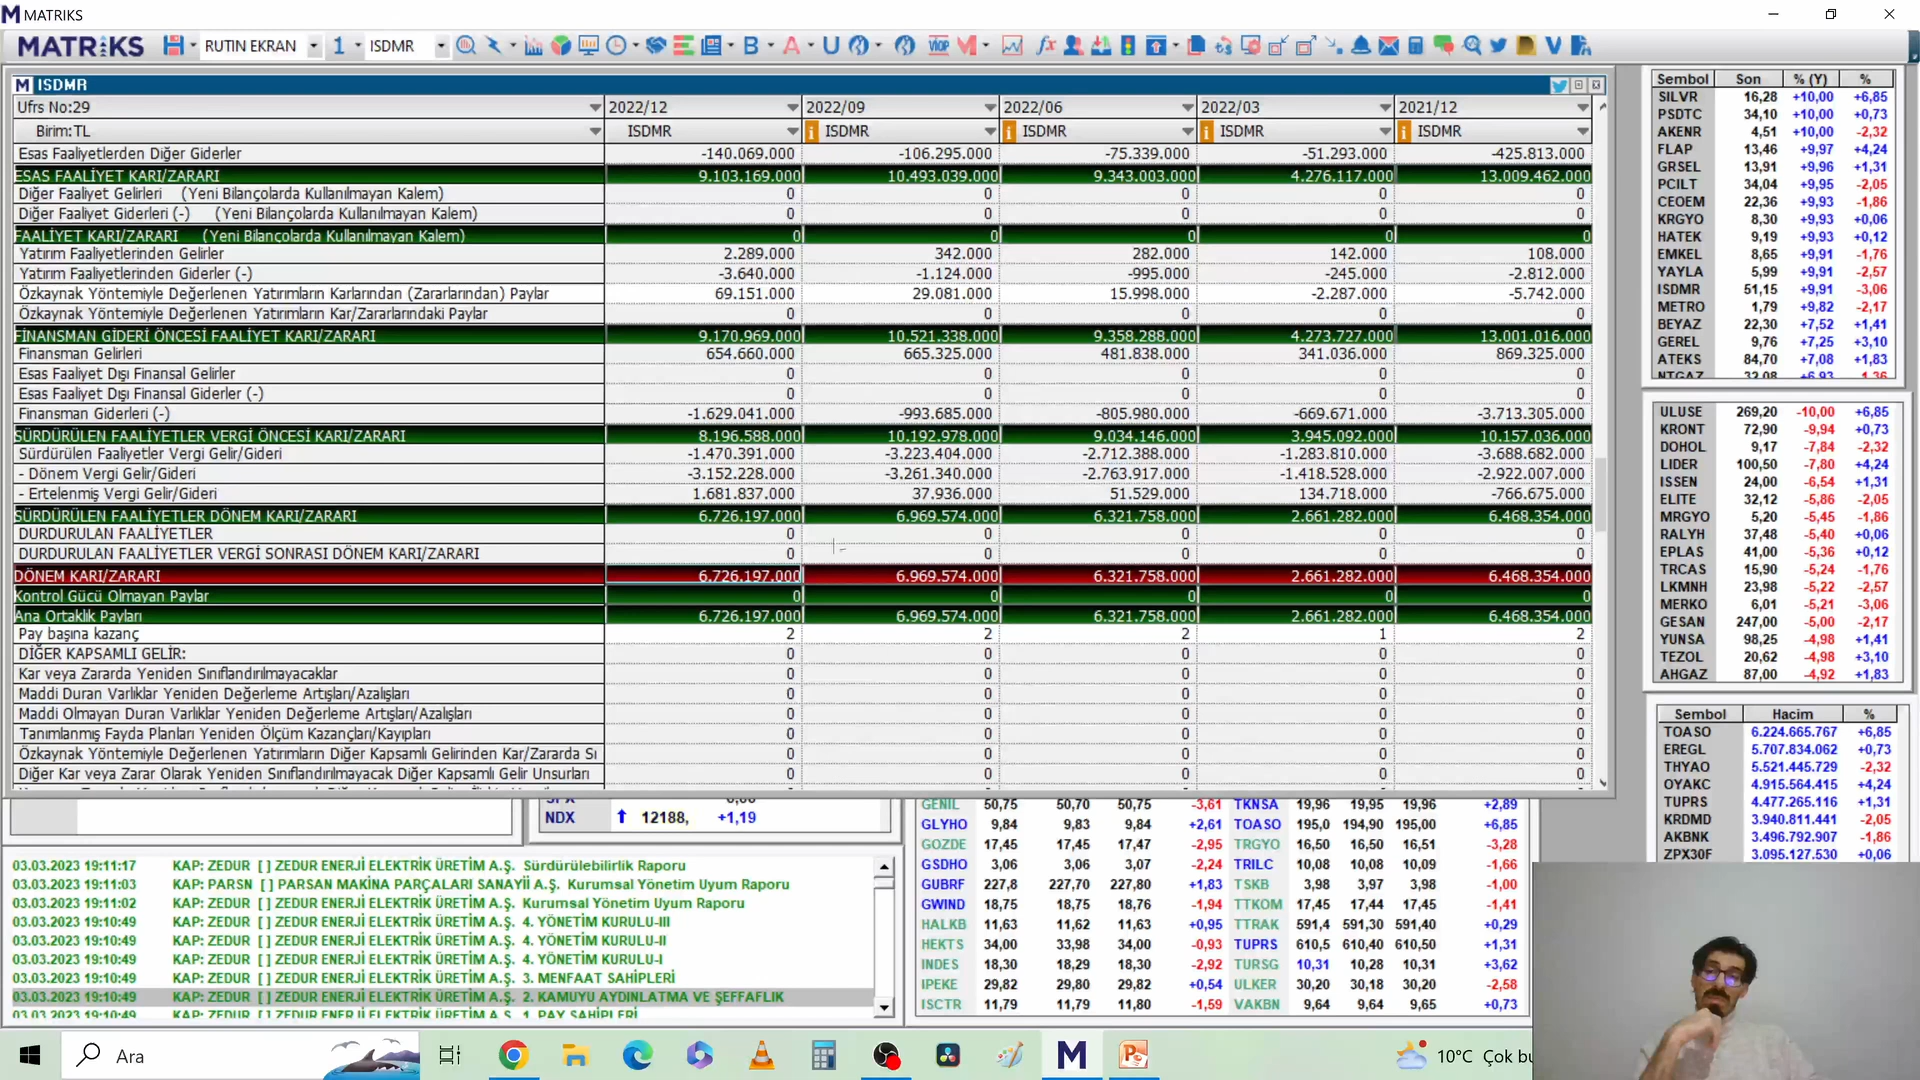 MATRIKS
MATRIKS RUTIN EKRAN 1 ISDMR
ISDMR
Ufrs No:29 2022/12 2022/09 2022/06 2022/03 2021/12
Birim:TL ISDMR ISDMR ISDMR ISDMR ISDMR
Esas Faaliyetlerden Diğer Giderler -140.069.000 -106.295.000 -75.339.000 -51.293.000 -425.813.000
ESAS FAALİYET KARI/ZARARI 9.103.169.000 10.493.039.000 9.343.003.000 4.276.117.000 13.009.462.000
Diğer Faaliyet Gelirleri (Yeni Bilançolarda Kullanılmayan Kalem) 0 0 0 0 0
Diğer Faaliyet Giderleri (-) (Yeni Bilançolarda Kullanılmayan Kalem) 0 0 0 0 0
FAALİYET KARI/ZARARI (Yeni Bilançolarda Kullanılmayan Kalem) 0 0 0 0 0
Yatırım Faaliyetlerinden Gelirler 2.289.000 342.000 282.000 142.000 108.000
Yatırım Faaliyetlerinden Giderler (-) -3.640.000 -1.124.000 -995.000 -245.000 -2.812.000
Özkaynak Yöntemiyle Değerlenen Yatırımların Karlarından (Zararlarından) Paylar 69.151.000 29.081.000 15.998.000 -2.287.000 -5.742.000
Özkaynak Yöntemiyle Değerlenen Yatırımların Kar/Zararlarındaki Paylar 0 0 0 0 0
FİNANSMAN GİDERİ ÖNCESİ FAALİYET KARI/ZARARI 9.170.969.000 10.521.338.000 9.358.288.000 4.273.727.000 13.001.016.000
Finansman Gelirleri 654.660.000 665.325.000 481.838.000 341.036.000 869.325.000
Esas Faaliyet Dışı Finansal Gelirler 0 0 0 0 0
Esas Faaliyet Dışı Finansal Giderler (-) 0 0 0 0 0
Finansman Giderleri (-) -1.629.041.000 -993.685.000 -805.980.000 -669.671.000 -3.713.305.000
SÜRDÜRÜLEN FAALİYETLER VERGİ ÖNCESİ KARI/ZARARI 8.196.588.000 10.192.978.000 9.034.146.000 3.945.092.000 10.157.036.000
Sürdürülen Faaliyetler Vergi Gelir/Gideri -1.470.391.000 -3.223.404.000 -2.712.388.000 -1.283.810.000 -3.688.682.000
- Dönem Vergi Gelir/Gideri -3.152.228.000 -3.261.340.000 -2.763.917.000 -1.418.528.000 -2.922.007.000
- Ertelenmiş Vergi Gelir/Gideri 1.681.837.000 37.936.000 51.529.000 134.718.000 -766.675.000
SÜRDÜRÜLEN FAALİYETLER DÖNEM KARI/ZARARI 6.726.197.000 6.969.574.000 6.321.758.000 2.661.282.000 6.468.354.000
DURDURULAN FAALİYETLER 0 0 0 0 0
DURDURULAN FAALİYETLER VERGİ SONRASI DÖNEM KARI/ZARARI 0 0 0 0 0
DÖNEM KARI/ZARARI 6.726.197.000 6.969.574.000 6.321.758.000 2.661.282.000 6.468.354.000
Kontrol Gücü Olmayan Paylar 0 0 0 0 0
Ana Ortaklık Payları 6.726.197.000 6.969.574.000 6.321.758.000 2.661.282.000 6.468.354.000
Pay başına kazanç 2 2 2 1 2
DİĞER KAPSAMLI GELİR: 0 0 0 0 0
Kar veya Zararda Yeniden Sınıflandırılmayacaklar 0 0 0 0 0
Maddi Duran Varlıklar Yeniden Değerleme Artışları/Azalışları 0 0 0 0 0
Maddi Olmayan Duran Varlıklar Yeniden Değerleme Artışları/Azalışları 0 0 0 0 0
Tanımlanmış Fayda Planları Yeniden Ölçüm Kazançları/Kayıpları 0 0 0 0 0
Özkaynak Yöntemiyle Değerlenen Yatırımların Diğer Kapsamlı Gelirinden Kar/Zararda Sı 0 0 0 0 0
Diğer Kar veya Zarar Olarak Yeniden Sınıflandırılmayacak Diğer Kapsamlı Gelir Unsurları 0 0 0 0 0
Sembol Son % (Y) %
SILVR 16,28 +10,00 +6,85
PSDTC 34,10 +10,00 +0,73
AKENR 4,51 +10,00 -2,32
FLAP 13,46 +9,97 +4,24
GRSEL 13,91 +9,96 +1,31
PCILT 34,04 +9,95 -2,05
CEOEM 22,36 +9,93 -1,86
KRGYO 8,30 +9,93 +0,06
HATEK 9,19 +9,93 +0,12
EMKEL 8,65 +9,91 -1,76
YAYLA 5,99 +9,91 -2,57
ISDMR 51,15 +9,91 -3,06
METRO 1,79 +9,82 -2,17
BEYAZ 22,30 +7,52 +1,41
GEREL 9,76 +7,25 +3,10
ATEKS 84,70 +7,08 +1,83
NTGAZ 32,08 +6,93 -1,36
ULUSE 269,20 -10,00 +6,85
KRONT 72,90 -9,94 +0,73
DOHOL 9,17 -7,84 -2,32
LIDER 100,50 -7,80 +4,24
ISSEN 24,00 -6,54 +1,31
ELITE 32,12 -5,86 -2,05
MRGYO 5,20 -5,45 -1,86
RALYH 37,48 -5,40 +0,06
EPLAS 41,00 -5,36 +0,12
TRCAS 15,90 -5,24 -1,76
LKMNH 23,98 -5,22 -2,57
MERKO 6,01 -5,21 -3,06
GESAN 247,00 -5,00 -2,17
YUNSA 98,25 -4,98 +1,41
TEZOL 20,62 -4,98 +3,10
AHGAZ 87,00 -4,92 +1,83
Sembol Hacim %
TOASO 6.224.665.767 +6,85
EREGL 5.707.834.062 +0,73
THYAO 5.521.445.729 -2,32
OYAKC 4.915.564.415 +4,24
TUPRS 4.477.265.116 +1,31
KRDMD 3.940.811.441 -2,05
AKBNK 3.496.792.907 -1,86
ZPX30F 3.095.127.530 +0,06
NDX 12188, +1,19
03.03.2023 19:11:17 KAP: ZEDUR [ ] ZEDUR ENERJİ ELEKTRİK ÜRETİM A.Ş. Sürdürülebilirlik Raporu
03.03.2023 19:11:03 KAP: PARSN [ ] PARSAN MAKİNA PARÇALARI SANAYİİ A.Ş. Kurumsal Yönetim Uyum Raporu
03.03.2023 19:11:02 KAP: ZEDUR [ ] ZEDUR ENERJİ ELEKTRİK ÜRETİM A.Ş. Kurumsal Yönetim Uyum Raporu
03.03.2023 19:10:49 KAP: ZEDUR [ ] ZEDUR ENERJİ ELEKTRİK ÜRETİM A.Ş. 4. YÖNETİM KURULU-III
03.03.2023 19:10:49 KAP: ZEDUR [ ] ZEDUR ENERJİ ELEKTRİK ÜRETİM A.Ş. 4. YÖNETİM KURULU-II
03.03.2023 19:10:49 KAP: ZEDUR [ ] ZEDUR ENERJİ ELEKTRİK ÜRETİM A.Ş. 4. YÖNETİM KURULU-I
03.03.2023 19:10:49 KAP: ZEDUR [ ] ZEDUR ENERJİ ELEKTRİK ÜRETİM A.Ş. 3. MENFAAT SAHİPLERİ
03.03.2023 19:10:49 KAP: ZEDUR [ ] ZEDUR ENERJİ ELEKTRİK ÜRETİM A.Ş. 2. KAMUYU AYDINLATMA VE ŞEFFAFLIK
03.03.2023 19:10:49 KAP: ZEDUR [ ] ZEDUR ENERJİ ELEKTRİK ÜRETİM A.Ş. 1. PAY SAHİPLERİ
GENIL 50,75 50,70 50,75 -3,61 TKNSA 19,96 19,95 19,96 +2,89
GLYHO 9,84 9,83 9,84 +2,61 TOASO 195,0 194,90 195,00 +6,85
GOZDE 17,45 17,45 17,47 -2,95 TRGYO 16,50 16,50 16,51 -3,28
GSDHO 3,06 3,06 3,07 -2,24 TRILC 10,08 10,08 10,09 -1,66
GUBRF 227,8 227,70 227,80 +1,83 TSKB 3,98 3,97 3,98 -1,00
GWIND 18,75 18,75 18,76 -1,94 TTKOM 17,45 17,44 17,45 -1,41
HALKB 11,63 11,62 11,63 +0,95 TTRAK 591,4 591,30 591,40 +0,29
HEKTS 34,00 33,98 34,00 -0,93 TUPRS 610,5 610,40 610,50 +1,31
INDES 18,30 18,29 18,30 -2,92 TURSG 10,31 10,28 10,31 +3,62
IPEKE 29,82 29,80 29,82 +0,54 ULKER 30,20 30,18 30,20 -2,58
ISCTR 11,79 11,79 11,80 -1,59 VAKBN 9,64 9,64 9,65 +0,73
Ara 10°C Çok bu